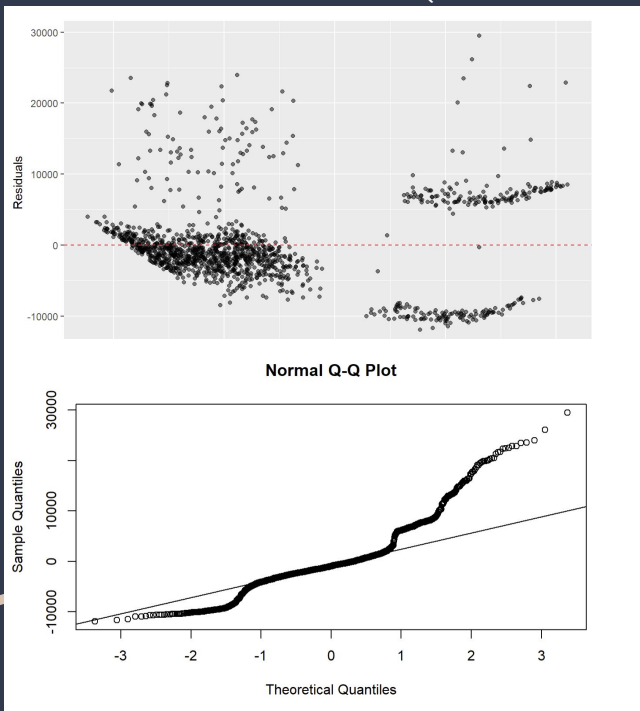 30000
20000
10000
0
-10000
Residuals
Normal Q-Q Plot
30000
10000
0
-10000
Sample Quantiles
-3 -2 -1 0 1 2 3
Theoretical Quantiles